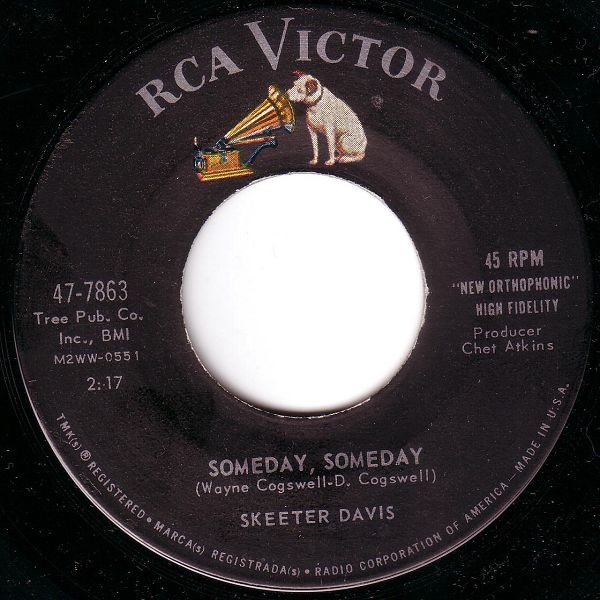 RCA VICTOR
47-7863
Tree Pub. Co.
Inc., BMI
M2WW-0551
2:17
45 RPM
"NEW ORTHOPHONIC"
HIGH FIDELITY
Producer
Chet Atkins
SOMEDAY, SOMEDAY
(Wayne Cogswell-D. Cogswell)
SKEETER DAVIS
TMK(s) ® REGISTERED • MARCA(s) REGISTRADA(s) • RADIO CORPORATION OF AMERICA — MADE IN U.S.A.